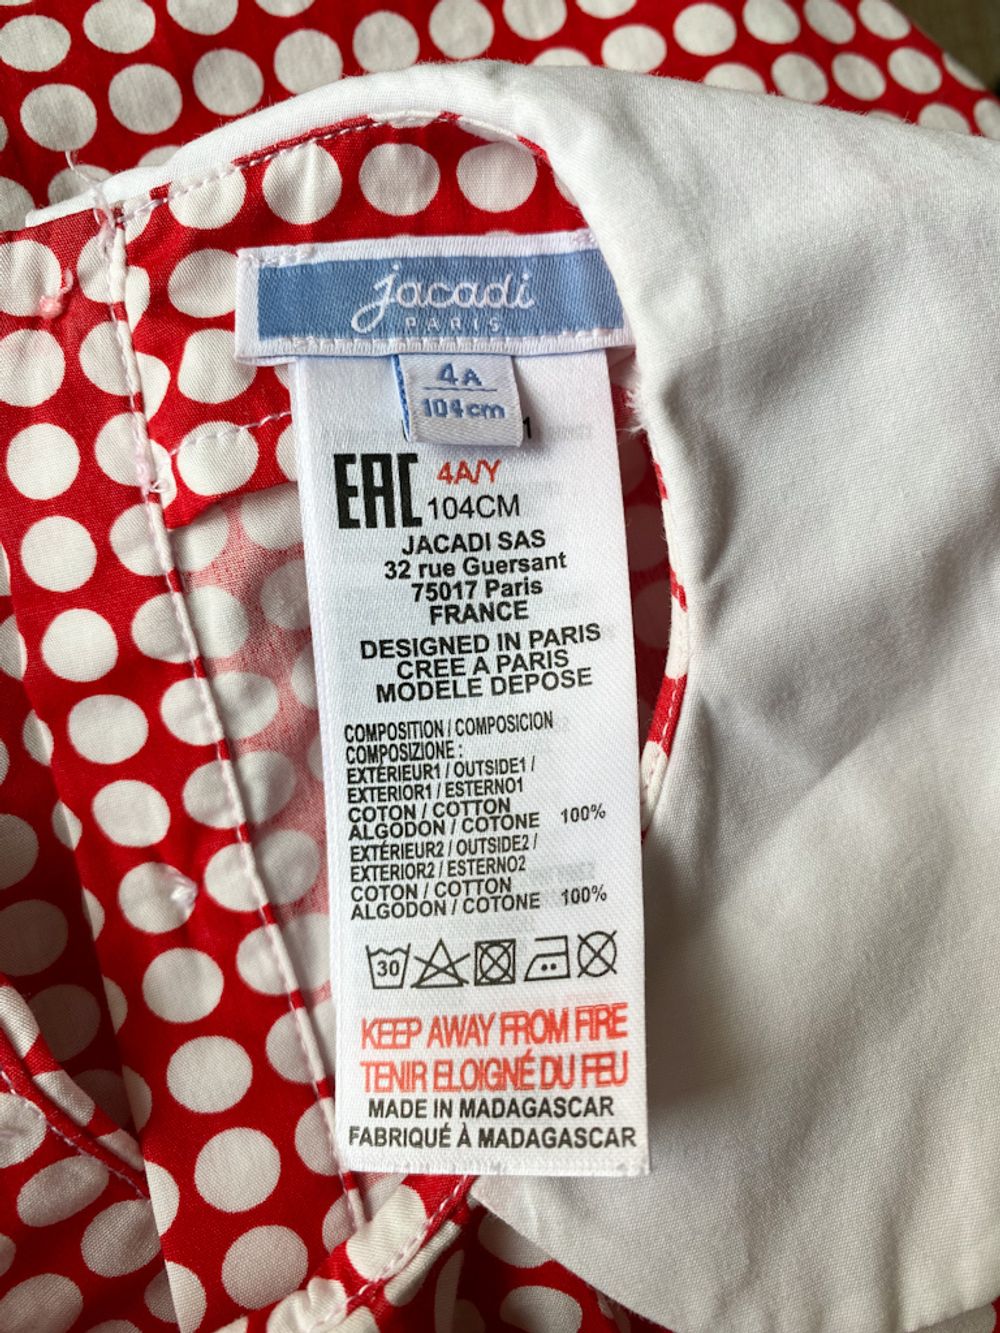 jacadi
PARIS
4A
104cm
EAC
4A/Y
104CM
JACADI SAS
32 rue Guersant
75017 Paris
FRANCE
DESIGNED IN PARIS
CREE A PARIS
MODELE DEPOSE
COMPOSITION / COMPOSICION
COMPOSIZIONE :
EXTÉRIEUR1 / OUTSIDE1 /
EXTERIOR1 / ESTERNO1
COTON / COTTON
ALGODON / COTONE 100%
EXTÉRIEUR2 / OUTSIDE2 /
EXTERIOR2 / ESTERNO2
COTON / COTTON
ALGODON / COTONE 100%
30
KEEP AWAY FROM FIRE
TENIR ELOIGNÉ DU FEU
MADE IN MADAGASCAR
FABRIQUÉ À MADAGASCAR